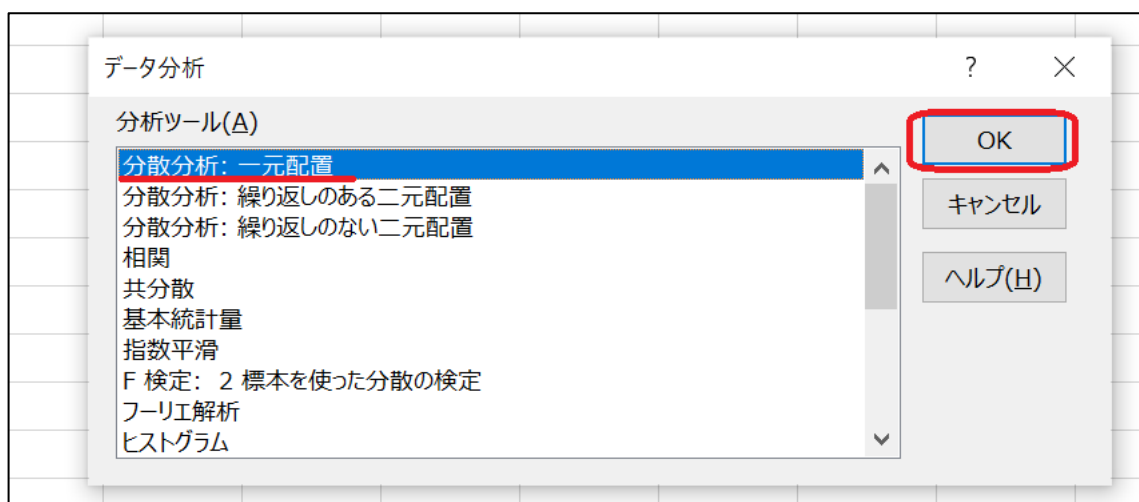 データ分析
?
分析ツール(A)
分散分析: 一元配置
分散分析: 繰り返しのある二元配置
分散分析: 繰り返しのない二元配置
相関
共分散
基本統計量
指数平滑
F 検定: 2 標本を使った分散の検定
フーリエ解析
ヒストグラム
OK
キャンセル
ヘルプ(H)